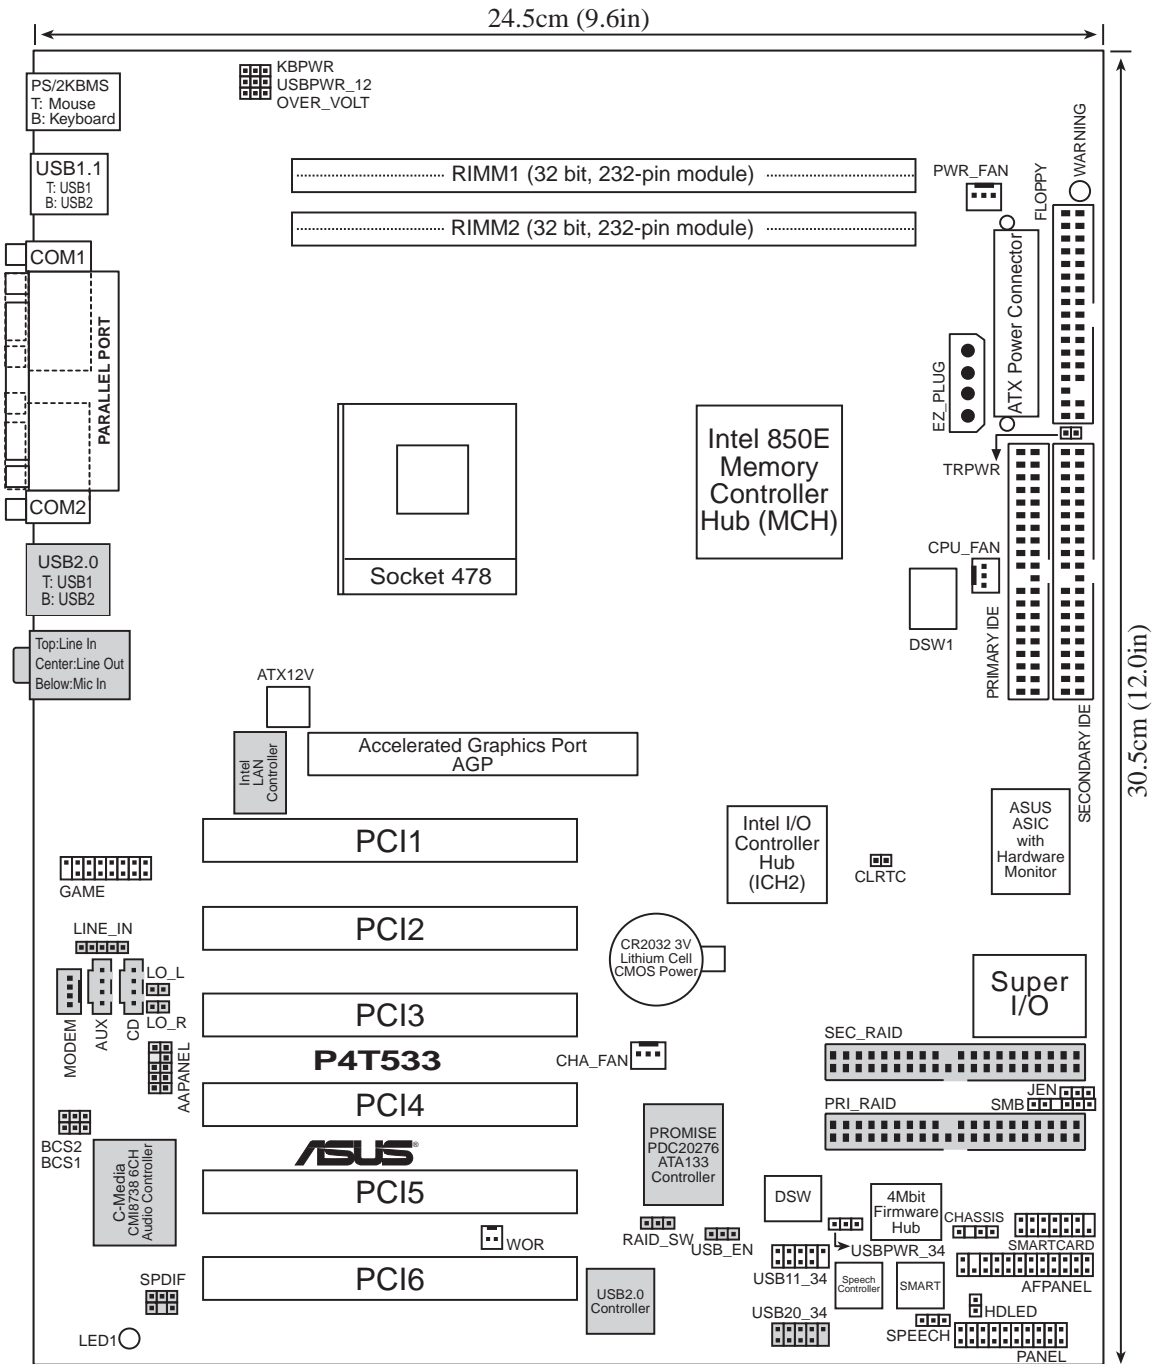 24.5cm (9.6in)
KBPWR
USBPWR_12
OVER_VOLT
PS/2KBMS
T: Mouse
B: Keyboard
USB1.1
T: USB1
B: USB2
RIMM1 (32 bit, 232-pin module)
RIMM2 (32 bit, 232-pin module)
PWR_FAN
FLOPPY
WARNING
COM1
PARALLEL PORT
COM2
ATX Power Connector
EZ_PLUG
TRPWR
Intel 850E
Memory
Controller
Hub (MCH)
Socket 478
CPU_FAN
DSW1
PRIMARY IDE
SECONDARY IDE
30.5cm (12.0in)
USB2.0
T: USB1
B: USB2
Top:Line In
Center:Line Out
Below:Mic In
ATX12V
Intel
LAN
Controller
Accelerated Graphics Port
AGP
PCI1
Intel I/O
Controller
Hub
(ICH2)
CLRTC
ASUS
ASIC
with
Hardware
Monitor
GAME
PCI2
LINE_IN
CR2032 3V
Lithium Cell
CMOS Power
LO_L
LO_R
MODEM
AUX
CD
AAPANEL
PCI3
Super
I/O
SEC_RAID
P4T533
CHA_FAN
JEN
SMB
PRI_RAID
PCI4
BCS2
BCS1
C-Media
CMI8738 6CH
Audio Controller
ASUS®
PROMISE
PDC20276
ATA133
Controller
PCI5
DSW
4Mbit
Firmware
Hub
CHASSIS
SMARTCARD
RAID_SW
USB_EN
WOR
USBPWR_34
USB11_34
AFPANEL
PCI6
SPDIF
USB2.0
Controller
Speech
Controller
SMART
USB20_34
HDLED
SPEECH
PANEL
LED1